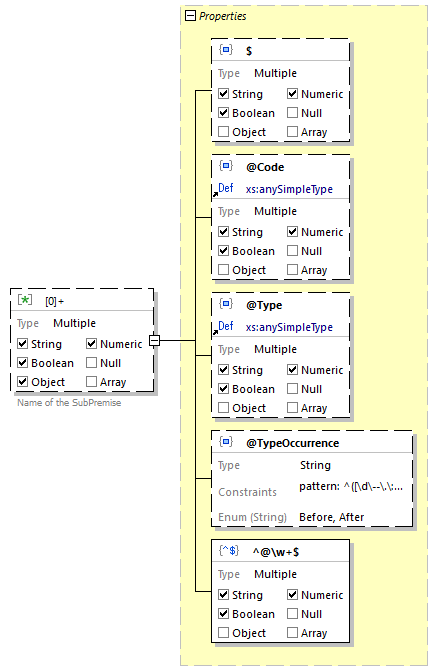 Properties
$
Type Multiple
String Numeric
Boolean Null
Object Array
@Code
Def xs:anySimpleType
Type Multiple
String Numeric
Boolean Null
Object Array
@Type
Def xs:anySimpleType
Type Multiple
String Numeric
Boolean Null
Object Array
[0]+
Type Multiple
String Numeric
Boolean Null
Object Array
Name of the SubPremise
@TypeOccurrence
Type String
Constraints pattern: ^([\d\--\.\:...
Enum (String) Before, After
{^$} ^@\w+$
Type Multiple
String Numeric
Boolean Null
Object Array